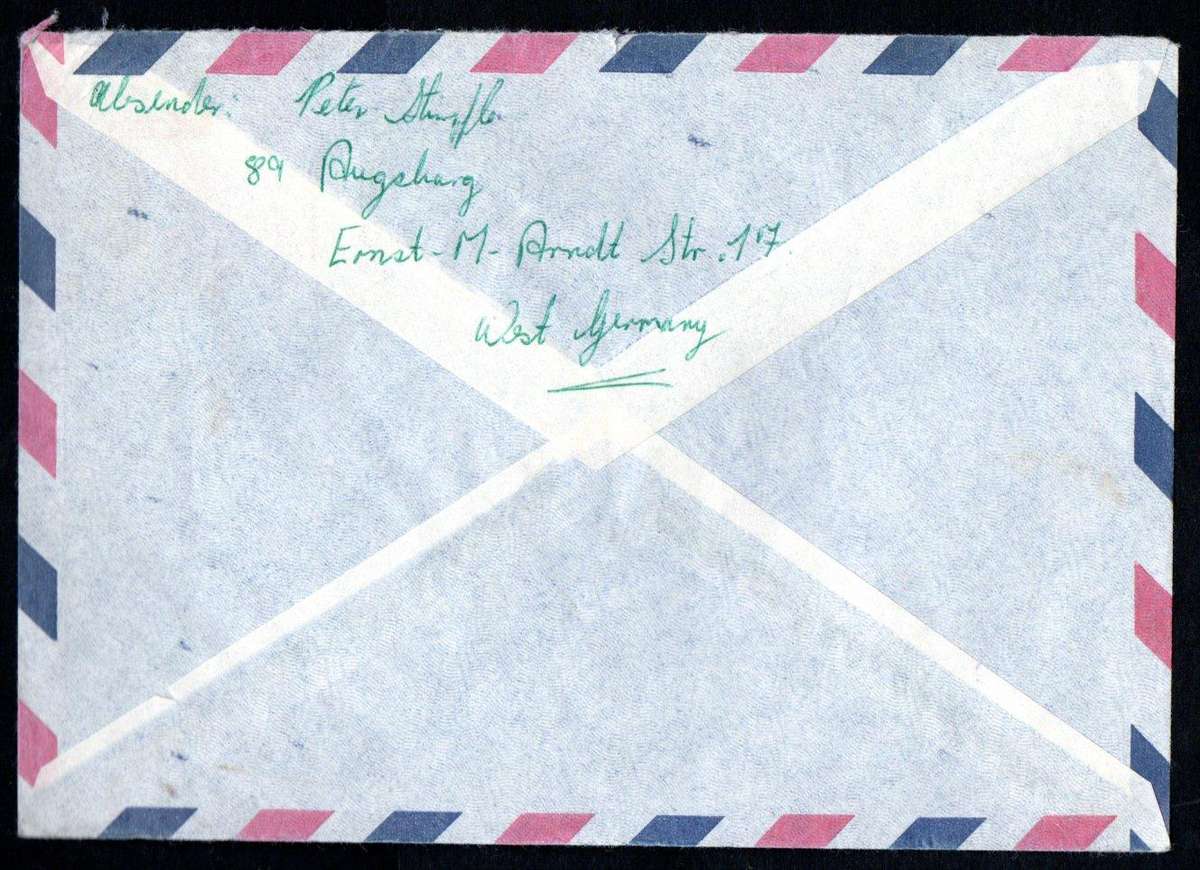 Absender: Peter
89 Augsburg
Ernst-M-Arndt Str. 17
West Germany